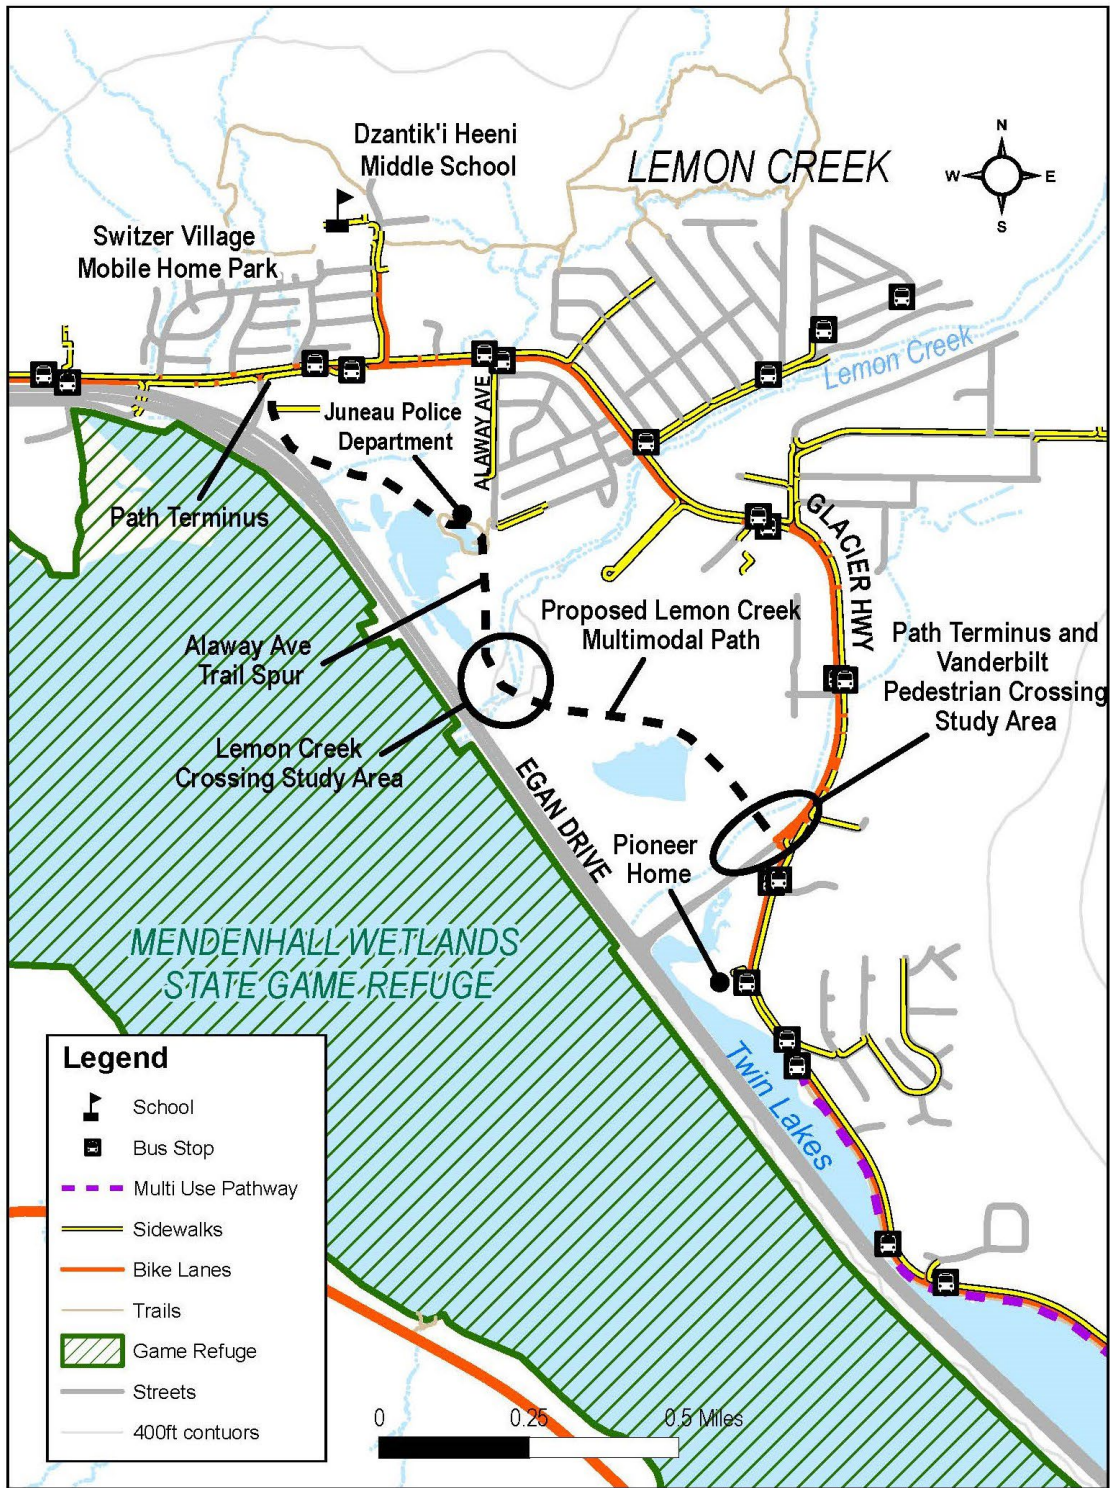 Dzantik'i Heeni
Middle School
LEMON CREEK
N
W
E
S
Switzer Village
Mobile Home Park
Lemon Creek
Juneau Police
Department
ALAWAY AVE
Path Terminus
GLACIER HWY
Alaway Ave
Trail Spur
Proposed Lemon Creek
Multimodal Path
Path Terminus and
Vanderbilt
Pedestrian Crossing
Study Area
Lemon Creek
Crossing Study Area
EGAN DRIVE
Pioneer
Home
MENDENHALL WETLANDS
STATE GAME REFUGE
Twin Lakes
Legend
School
Bus Stop
Multi Use Pathway
Sidewalks
Bike Lanes
Trails
Game Refuge
Streets
400ft contuors
0 0.25 0.5 Miles